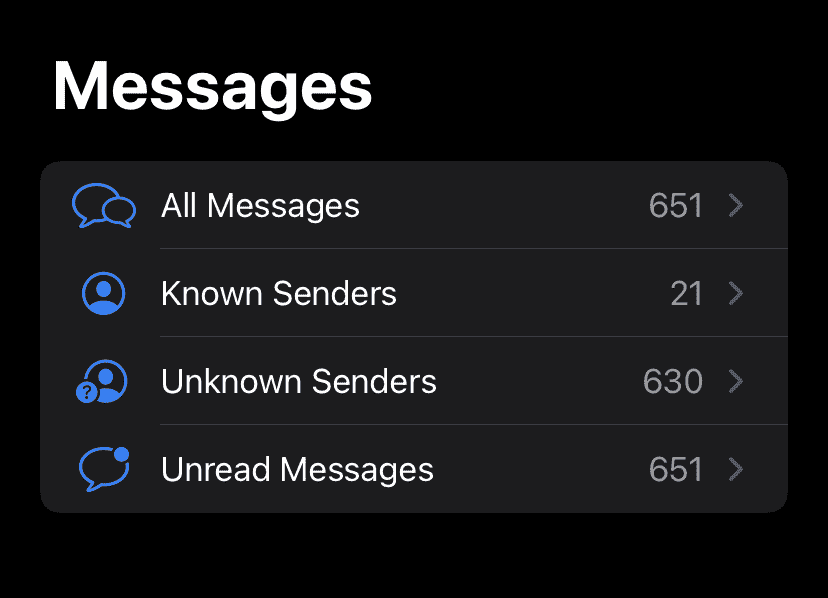 Messages
All Messages 651
Known Senders 21
? Unknown Senders 630
Unread Messages 651